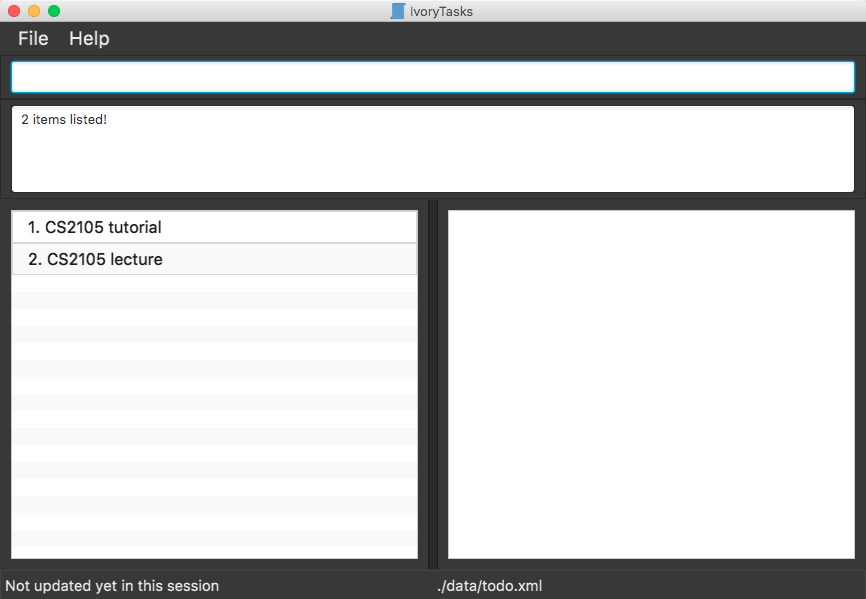 IvoryTasks
File Help
2 items listed!
1. CS2105 tutorial
2. CS2105 lecture
Not updated yet in this session ./data/todo.xml